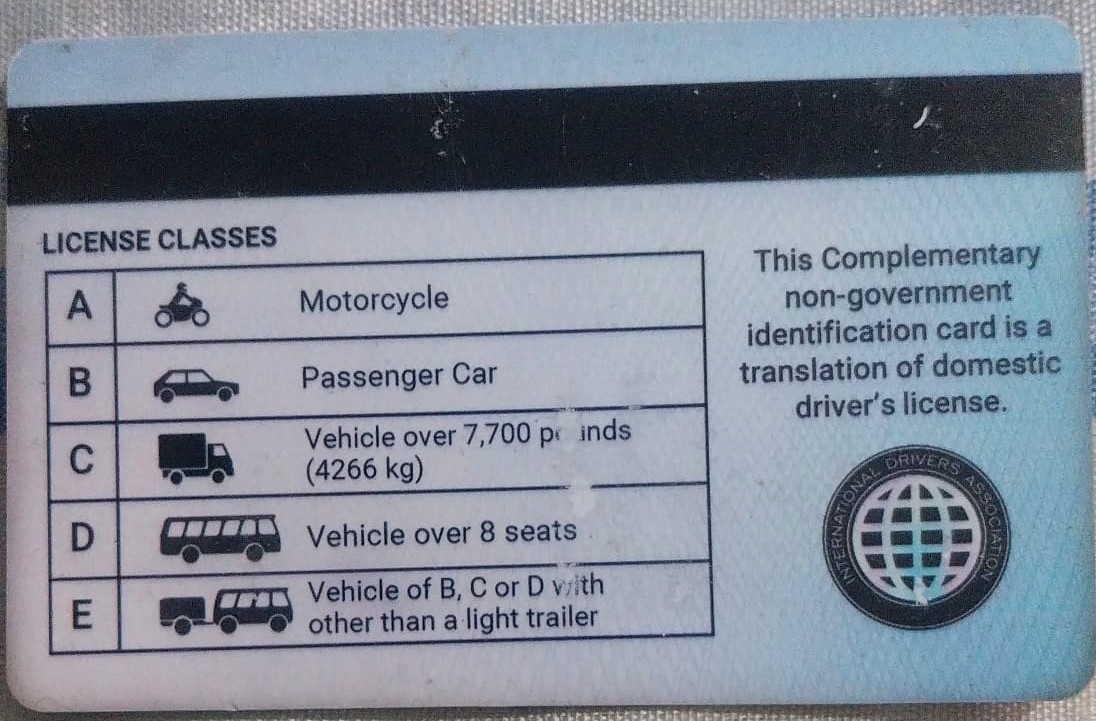 LICENSE CLASSES
A Motorcycle
B Passenger Car
C Vehicle over 7,700 pounds
(4266 kg)
D Vehicle over 8 seats
E Vehicle of B, C or D with
other than a light trailer
This Complementary
non-government
identification card is a
translation of domestic
driver's license.
INTERNATIONAL DRIVERS ASSOCIATION